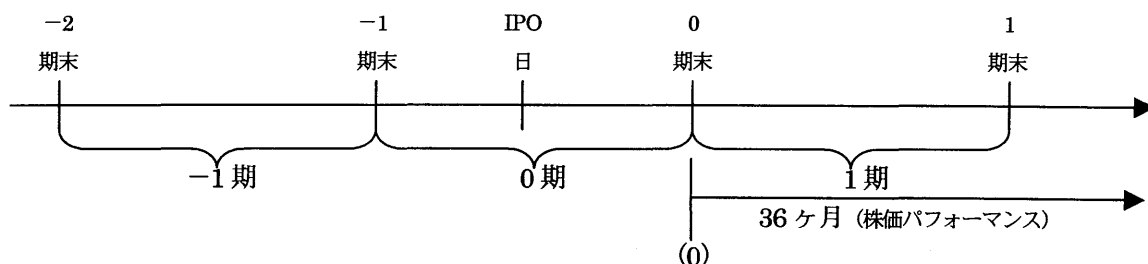 −2 −1 IPO 0 1
期末 期末 日 期末 期末
−1 期 0 期 1 期
36 ヶ月 (株価パフォーマンス)
(0)